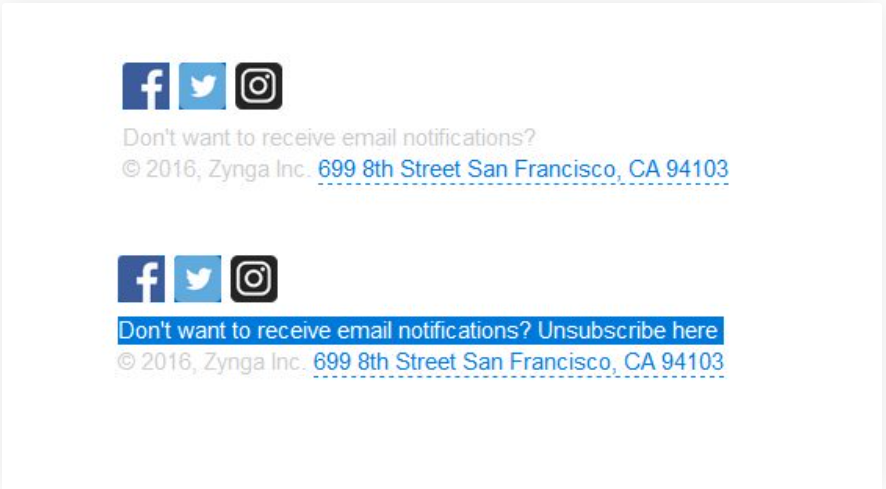 Don't want to receive email notifications?
© 2016, Zynga Inc. 699 8th Street San Francisco, CA 94103
Don't want to receive email notifications? Unsubscribe here
© 2016, Zynga Inc. 699 8th Street San Francisco, CA 94103